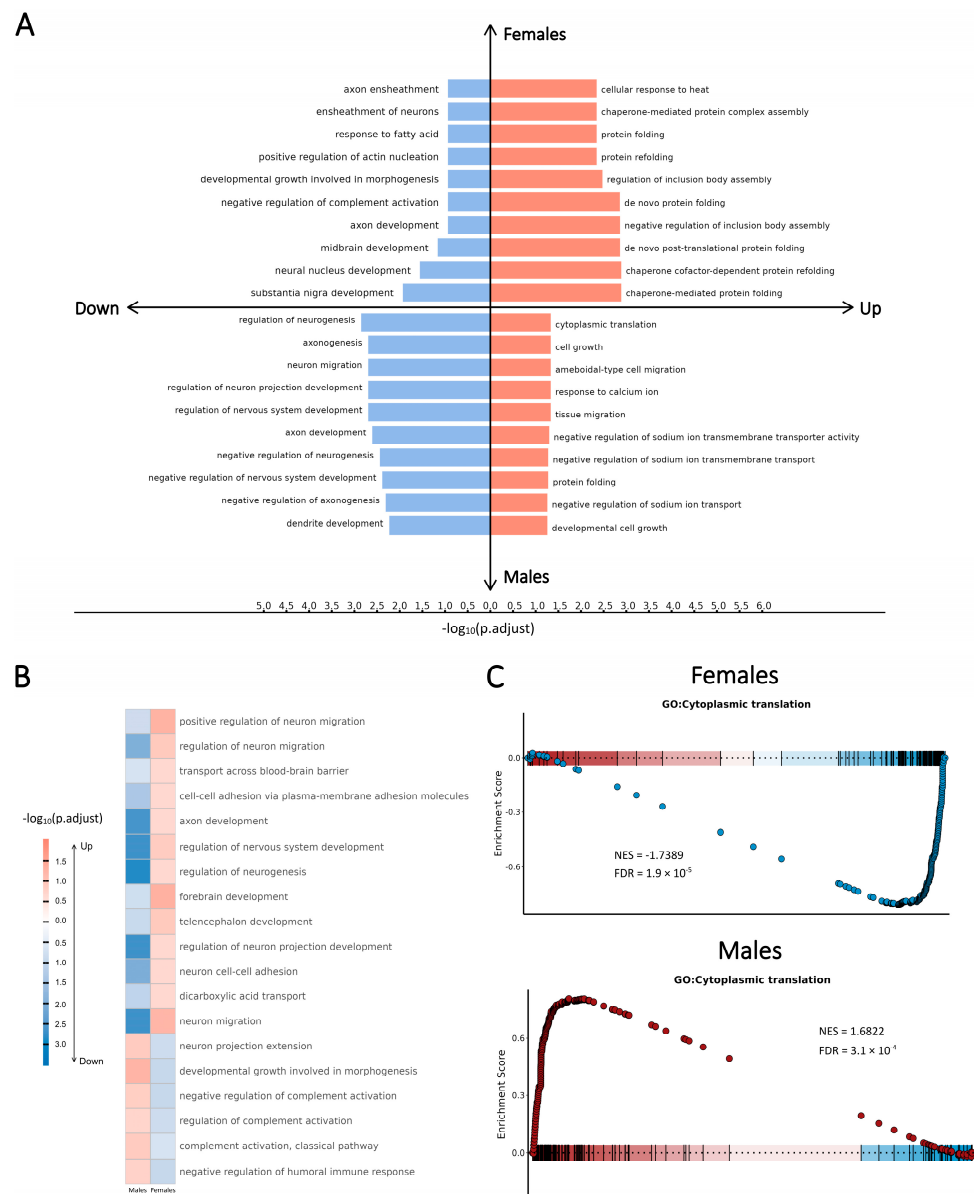 A
Females
axon ensheathment
cellular response to heat
ensheathment of neurons
chaperone-mediated protein complex assembly
response to fatty acid
protein folding
positive regulation of actin nucleation
protein refolding
developmental growth involved in morphogenesis
regulation of inclusion body assembly
negative regulation of complement activation
de novo protein folding
axon development
negative regulation of inclusion body assembly
midbrain development
de novo post-translational protein folding
neural nucleus development
chaperone cofactor-dependent protein refolding
substantia nigra development
chaperone-mediated protein folding
Down
Up
regulation of neurogenesis
cytoplasmic translation
axonogenesis
cell growth
neuron migration
ameboidal-type cell migration
regulation of neuron projection development
response to calcium ion
regulation of nervous system development
tissue migration
axon development
negative regulation of sodium ion transmembrane transporter activity
negative regulation of neurogenesis
negative regulation of sodium ion transmembrane transport
negative regulation of nervous system development
protein folding
negative regulation of axonogenesis
negative regulation of sodium ion transport
dendrite development
developmental cell growth
Males
5,0 4,5 4,0 3,5 3,0 2,5 2,0 1,5 1,0 0,5 0,0 0,5 1,0 1,5 2,0 2,5 3,0 3,5 4,0 4,5 5,0 5,5 6,0
-log₁₀(p.adjust)
B
-log₁₀(p.adjust)
Up
1.5
1.0
0.5
0.0
0.5
1.0
1.5
2.0
2.5
3.0
Down
positive regulation of neuron migration
regulation of neuron migration
transport across blood-brain barrier
cell-cell adhesion via plasma-membrane adhesion molecules
axon development
regulation of nervous system development
regulation of neurogenesis
forebrain development
telencephalon development
regulation of neuron projection development
neuron cell-cell adhesion
dicarboxylic acid transport
neuron migration
neuron projection extension
developmental growth involved in morphogenesis
negative regulation of complement activation
regulation of complement activation
complement activation, classical pathway
negative regulation of humoral immune response
Males Females
C
Females
GO:Cytoplasmic translation
Enrichment Score
0.0
-0.3
-0.6
NES = -1.7389
FDR = 1.9 × 10⁻⁵
Males
GO:Cytoplasmic translation
Enrichment Score
0.6
0.3
0.0
NES = 1.6822
FDR = 3.1 × 10⁻⁴